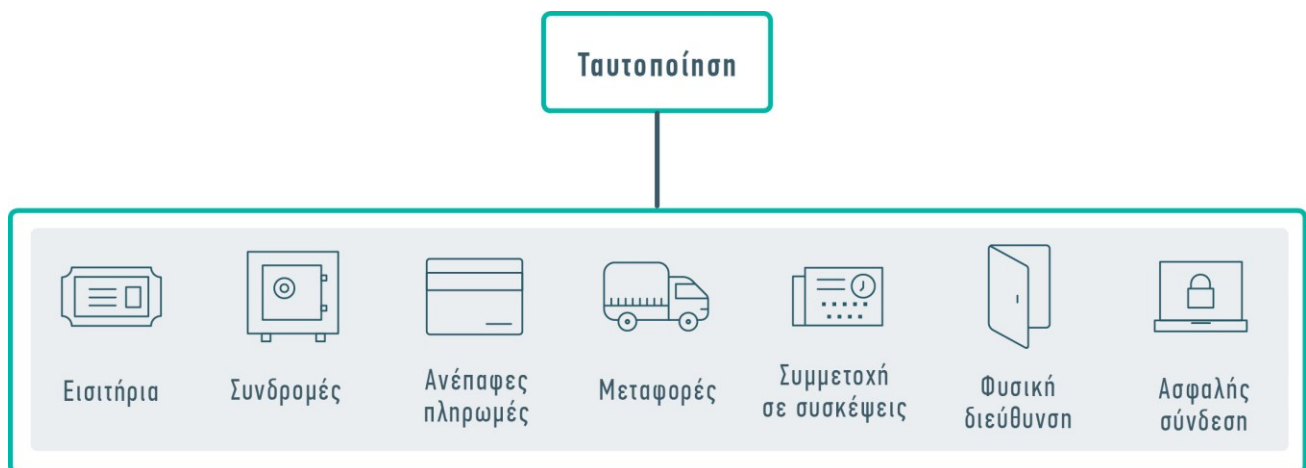 Ταυτοποίηση
Εισιτήρια
Συνδρομές
Ανέπαφες
πληρωμές
Μεταφορές
Συμμετοχή
σε συσκέψεις
Φυσική
διεύθυνση
Ασφαλής
σύνδεση